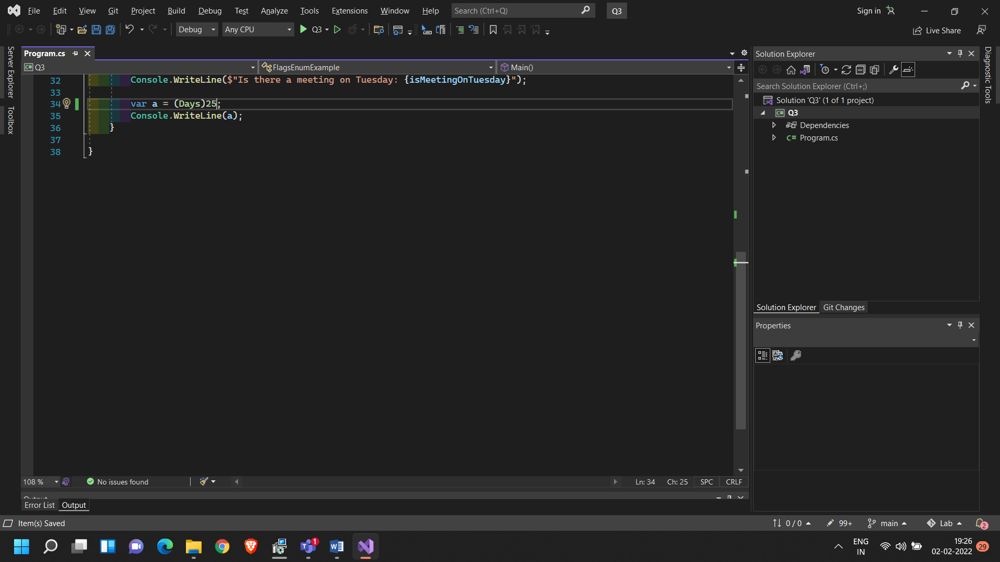 File Edit View Git Project Build Debug Test Analyze Tools Extensions Window Help Search (Ctrl+Q) Q3 Sign in
Debug Any CPU Q3 Live Share
Server Explorer
Toolbox
Program.cs
Q3 FlagsEnumExample Main()
32 Console.WriteLine($"Is there a meeting on Tuesday: {isMeetingOnTuesday}");
33
34 var a = (Days)25;
35 Console.WriteLine(a);
36 }
37
38 }
108 % No issues found Ln: 34 Ch: 25 SPC CRLF
Output
Error List Output
Solution Explorer
Search Solution Explorer (Ctrl+;)
Solution 'Q3' (1 of 1 project)
C# Q3
Dependencies
C# Program.cs
Solution Explorer Git Changes
Properties
Diagnostic Tools
Item(s) Saved 0 / 0 99+ main Lab 2
1 W ENG
IN
19:26
02-02-2022 29